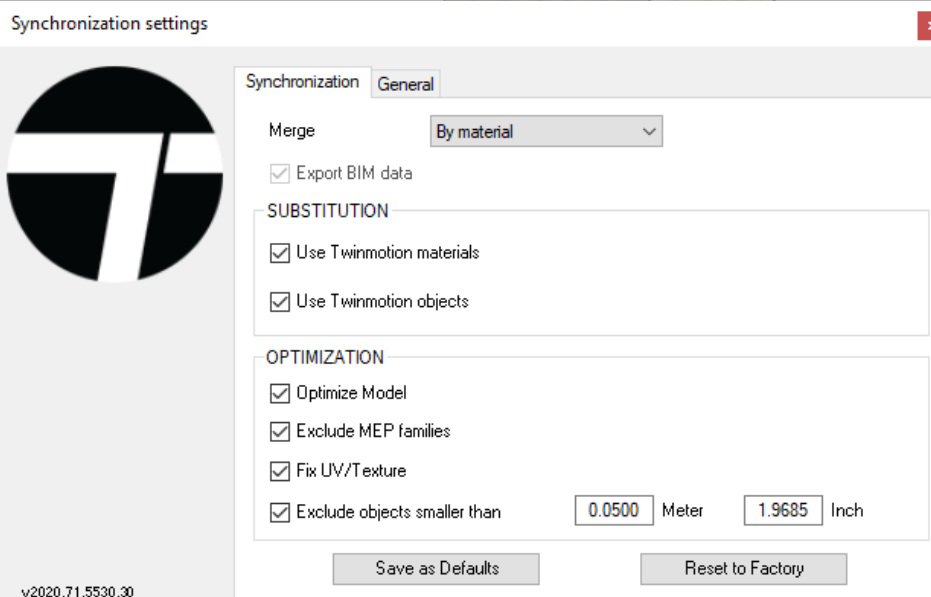 Synchronization settings
Synchronization General
Merge By material
Export BIM data
SUBSTITUTION
Use Twinmotion materials
Use Twinmotion objects
OPTIMIZATION
Optimize Model
Exclude MEP families
Fix UV/Texture
Exclude objects smaller than 0.0500 Meter 1.9685 Inch
Save as Defaults Reset to Factory
v2020.71.5530.30